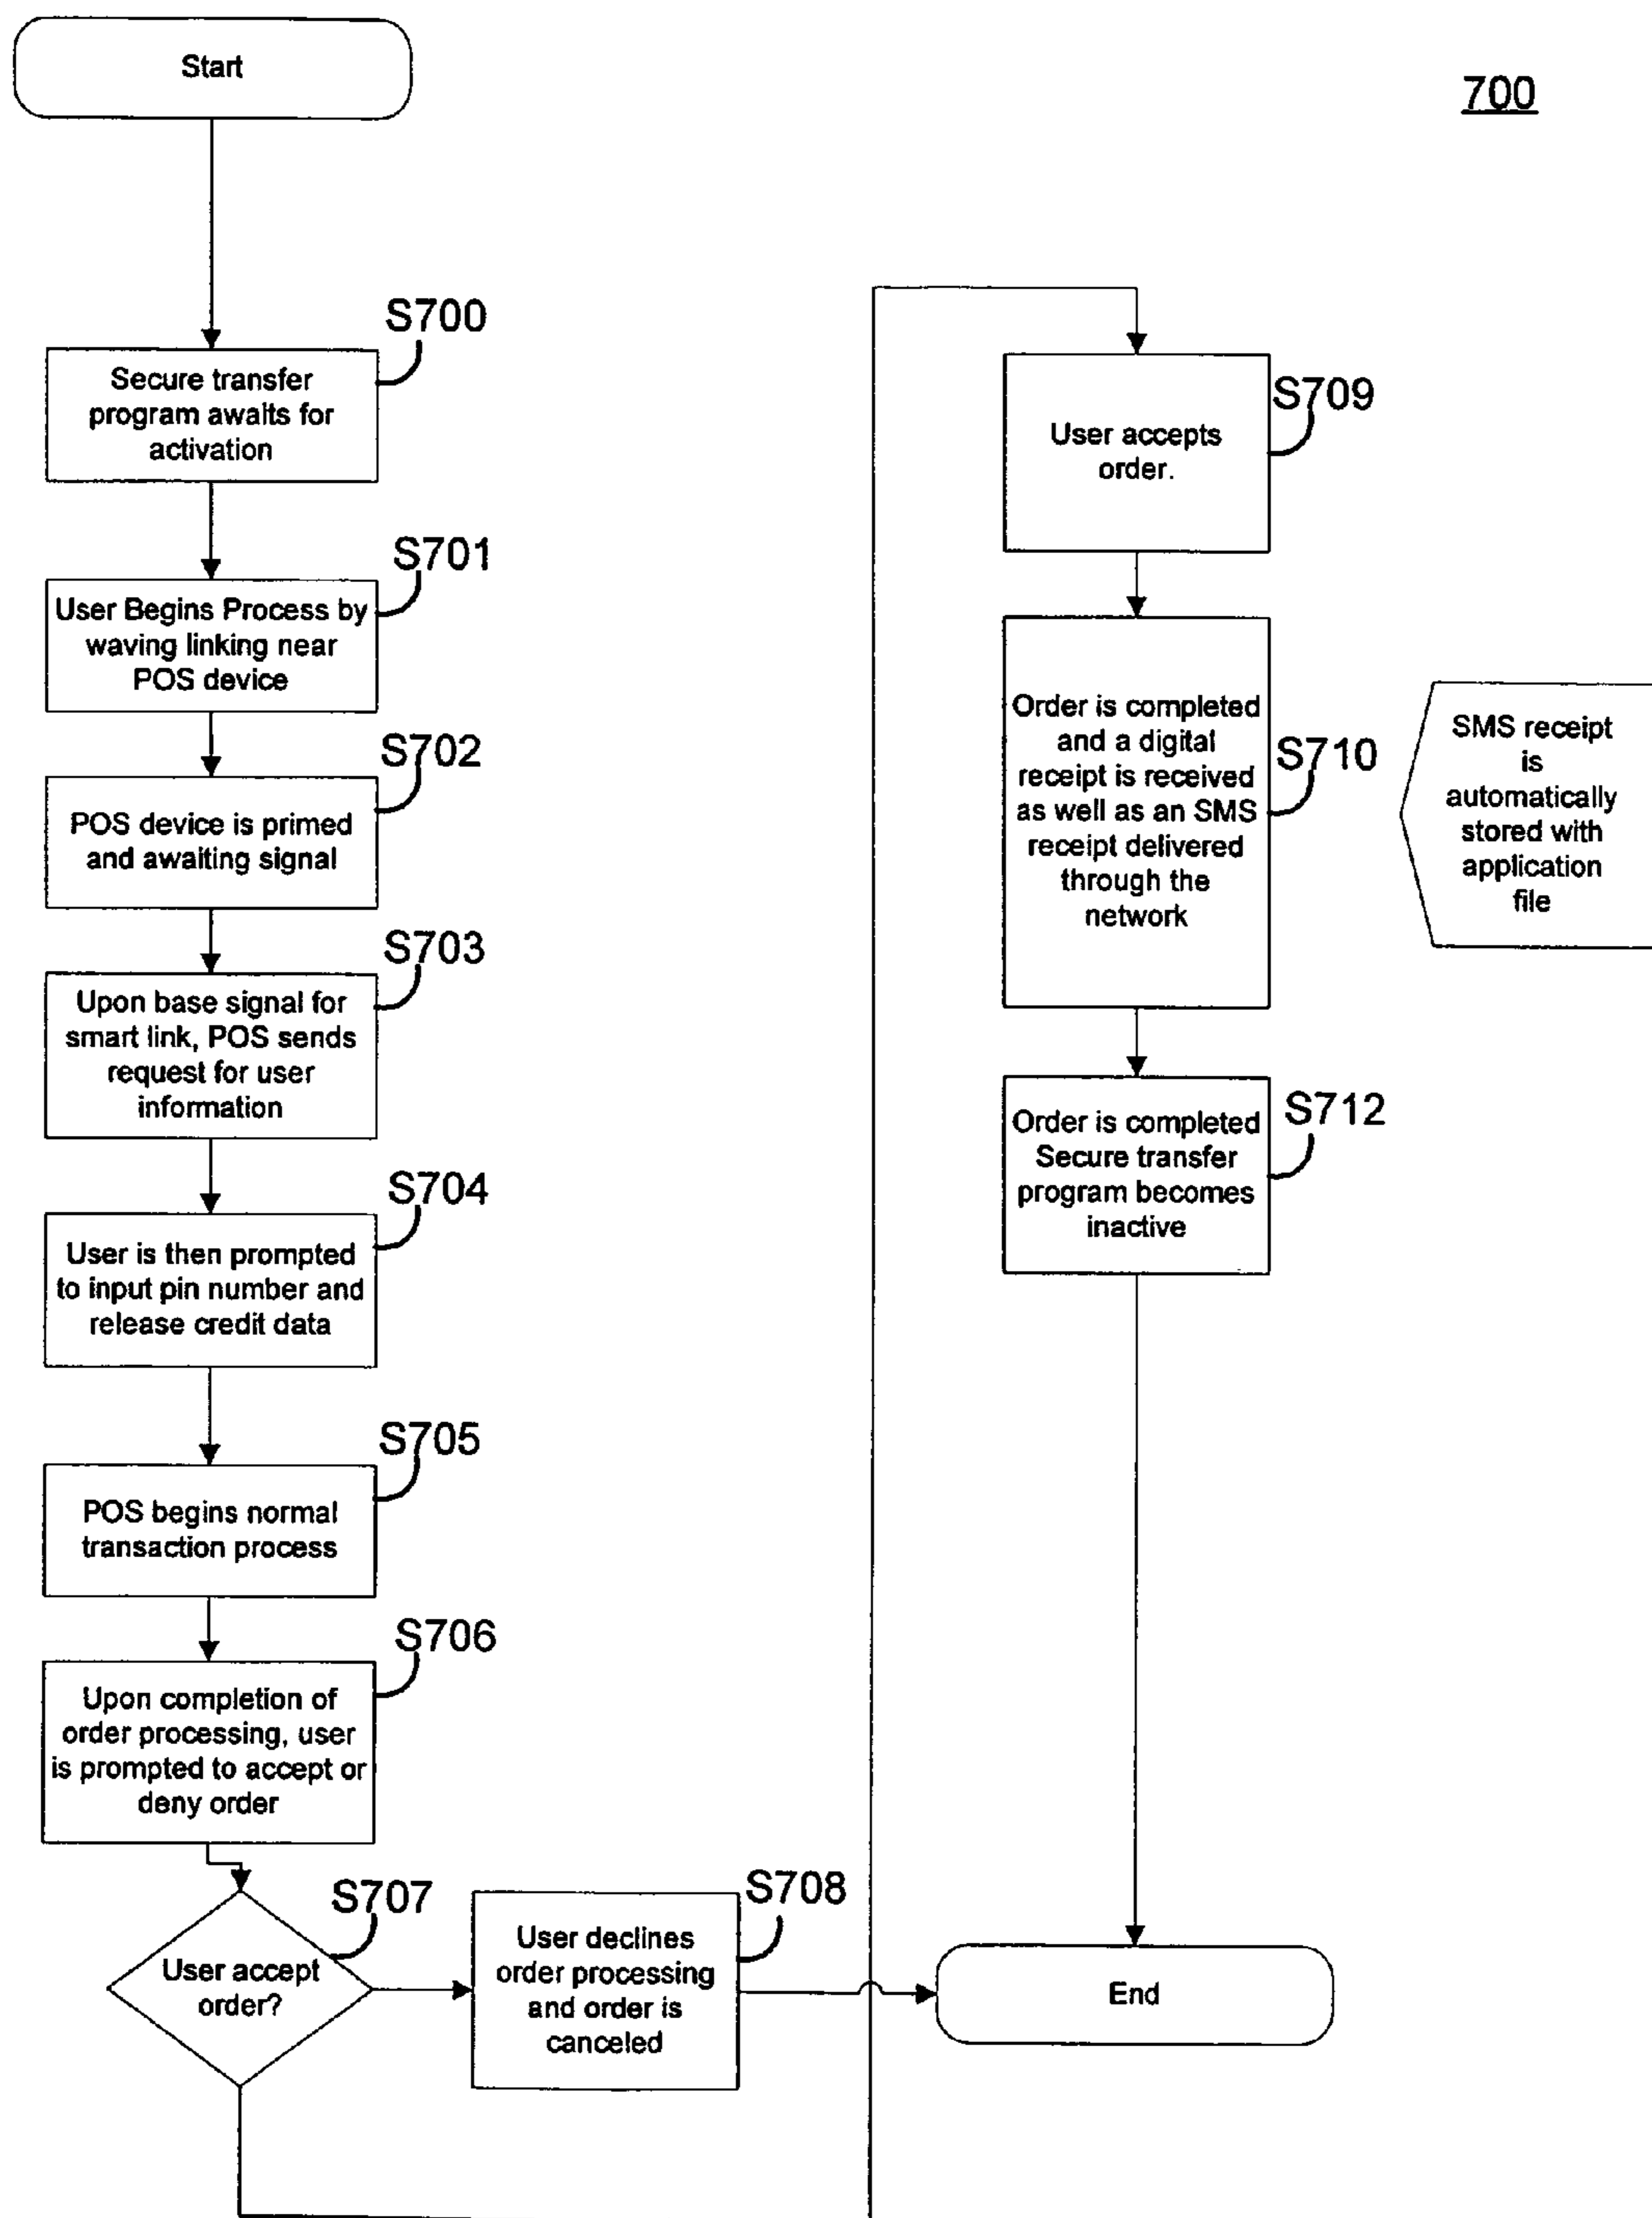 Start
700
S700
Secure transfer
program awaits for
activation
S701
User Begins Process by
waving linking near
POS device
S702
POS device is primed
and awaiting signal
S703
Upon base signal for
smart link, POS sends
request for user
information
S704
User is then prompted
to input pin number and
release credit data
S705
POS begins normal
transaction process
S706
Upon completion of
order processing, user
is prompted to accept or
deny order
S707
User accept
order?
S708
User declines
order processing
and order is
canceled
S709
User accepts
order.
S710
Order is completed
and a digital
receipt is received
as well as an SMS
receipt delivered
through the
network
SMS receipt
is
automatically
stored with
application
file
S712
Order is completed
Secure transfer
program becomes
inactive
End